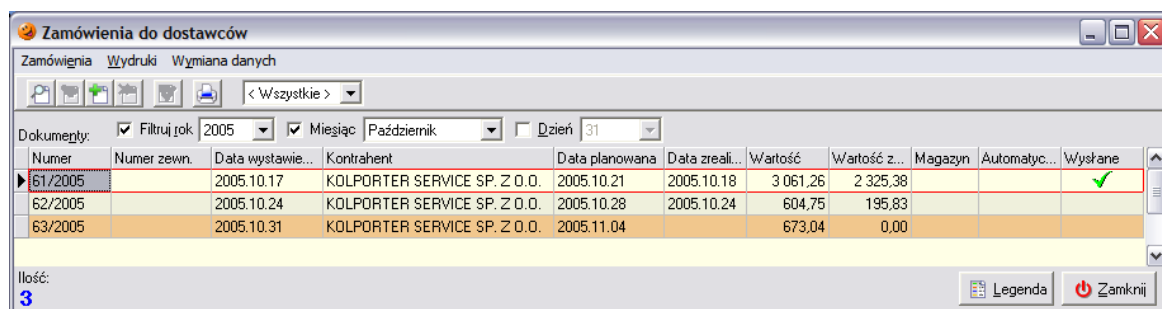 Zamówienia do dostawców
Zamówienia Wydruki Wymiana danych
< Wszystkie >
Dokumenty: Filtruj rok 2005 Miesiąc Październik Dzień 31
Numer Numer zewn. Data wystawie... Kontrahent Data planowana Data zreali... Wartość Wartość z... Magazyn Automatyc... Wysłane
61/2005 2005.10.17 KOLPORTER SERVICE SP. Z O.O. 2005.10.21 2005.10.18 3 061,26 2 325,38
62/2005 2005.10.24 KOLPORTER SERVICE SP. Z O.O. 2005.10.28 2005.10.24 604,75 195,83
63/2005 2005.10.31 KOLPORTER SERVICE SP. Z O.O. 2005.11.04 673,04 0,00
Ilość:
3
Legenda Zamknij